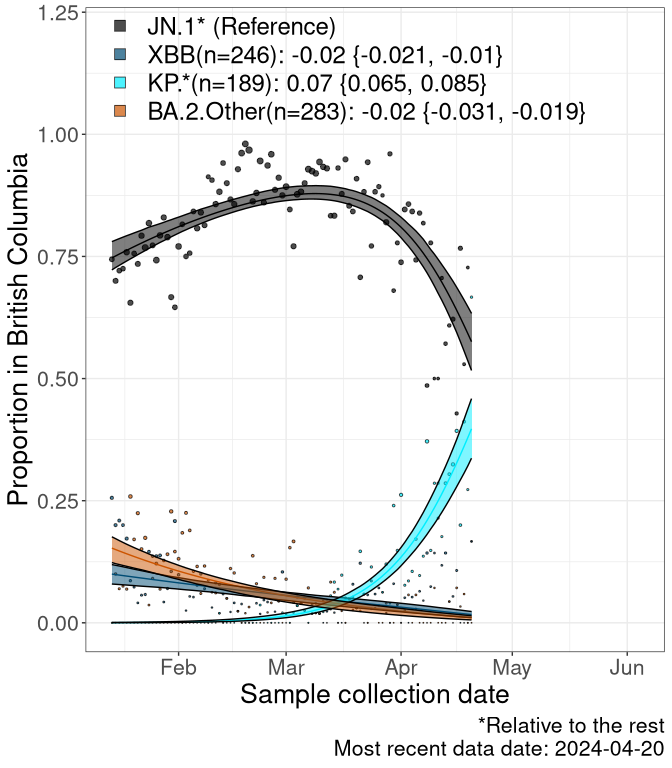 1.25
JN.1* (Reference)
XBB(n=246): -0.02 {-0.021, -0.01}
KP.*(n=189): 0.07 {0.065, 0.085}
BA.2.Other(n=283): -0.02 {-0.031, -0.019}
1.00
0.75
0.50
0.25
0.00
Proportion in British Columbia
Feb Mar Apr May Jun
Sample collection date
*Relative to the rest
Most recent data date: 2024-04-20